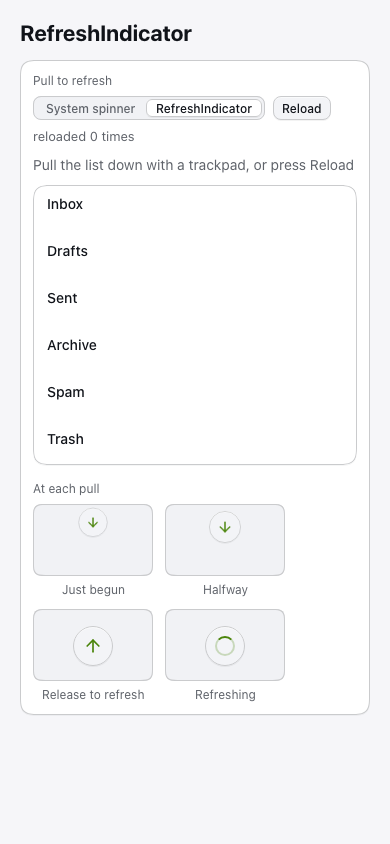 RefreshIndicator
Pull to refresh
System spinner RefreshIndicator Reload
reloaded 0 times
Pull the list down with a trackpad, or press Reload
Inbox
Drafts
Sent
Archive
Spam
Trash
At each pull
Just begun Halfway
Release to refresh Refreshing